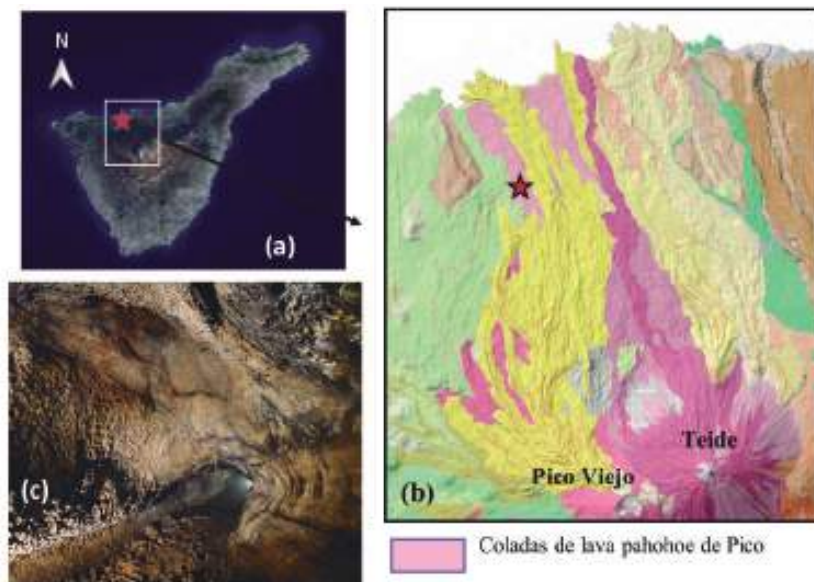 N
(a)
(c)
(b)
Teide
Pico Viejo
Coladas de lava pahohoe de Pico